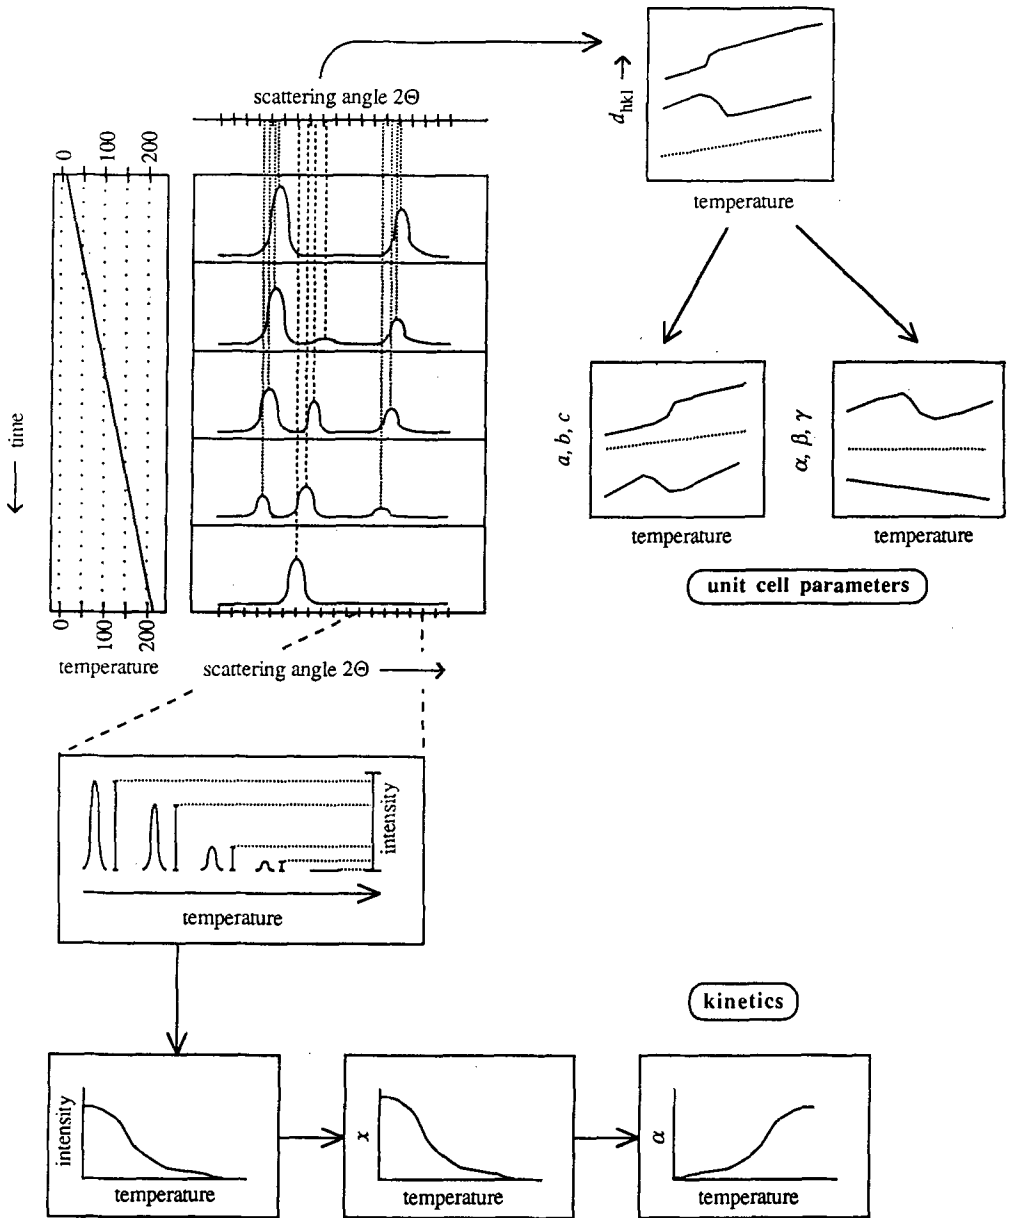 scattering angle 2Θ
0 100 200
← time
0 100 200
temperature
scattering angle 2Θ →
d_hkl →
temperature
a, b, c
temperature
α, β, γ
temperature
unit cell parameters
intensity
temperature
kinetics
intensity
temperature
x
temperature
α
temperature